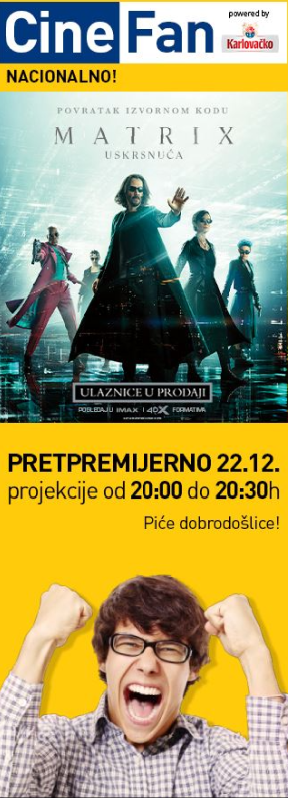 CineFan
powered by
Karlovačko
NACIONALNO!
POVRATAK IZVORNOM KODU
MATRIX
USKRSNUĆA
ULAZNICE U PRODAJI
POGLEDAJ U IMAX I 4DX FORMATIMA
PRETPREMIJERNO 22.12.
projekcije od 20:00 do 20:30h
Piće dobrodošlice!